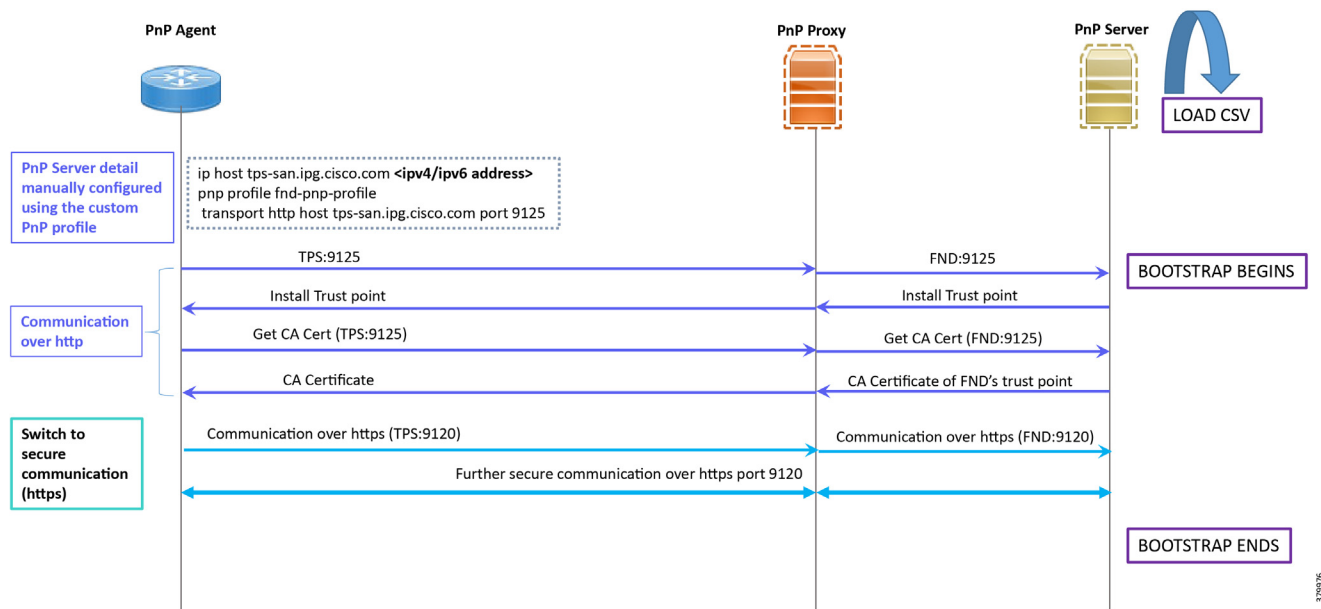 PnP Agent
PnP Proxy
PnP Server
LOAD CSV
PnP Server detail
manually configured
using the custom
PnP profile
ip host tps-san.ipg.cisco.com <ipv4/ipv6 address>
pnp profile fnd-pnp-profile
transport http host tps-san.ipg.cisco.com port 9125
TPS:9125
FND:9125
BOOTSTRAP BEGINS
Install Trust point
Install Trust point
Communication
over http
Get CA Cert (TPS:9125)
Get CA Cert (FND:9125)
CA Certificate
CA Certificate of FND's trust point
Switch to
secure
communication
(https)
Communication over https (TPS:9120)
Communication over https (FND:9120)
Further secure communication over https port 9120
BOOTSTRAP ENDS
379976